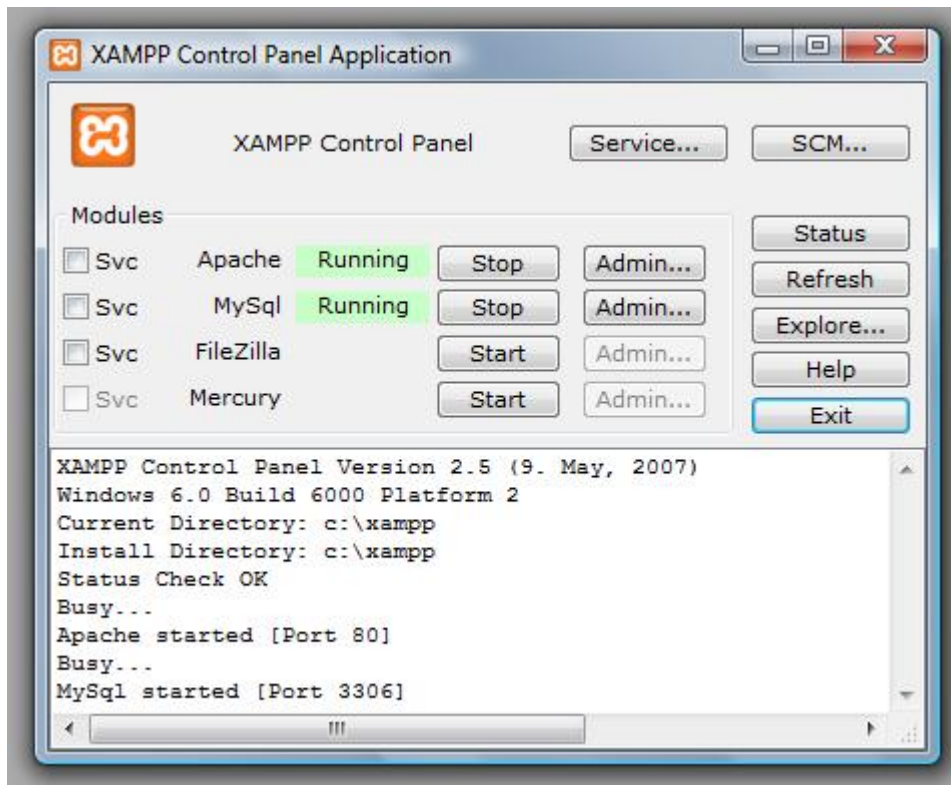 XAMPP Control Panel Application
XAMPP Control Panel Service... SCM...
Modules
Status
Svc Apache Running Stop Admin...
Refresh
Svc MySql Running Stop Admin...
Explore...
Svc FileZilla Start Admin...
Help
Svc Mercury Start Admin...
Exit
XAMPP Control Panel Version 2.5 (9. May, 2007)
Windows 6.0 Build 6000 Platform 2
Current Directory: c:\xampp
Install Directory: c:\xampp
Status Check OK
Busy...
Apache started [Port 80]
Busy...
MySql started [Port 3306]